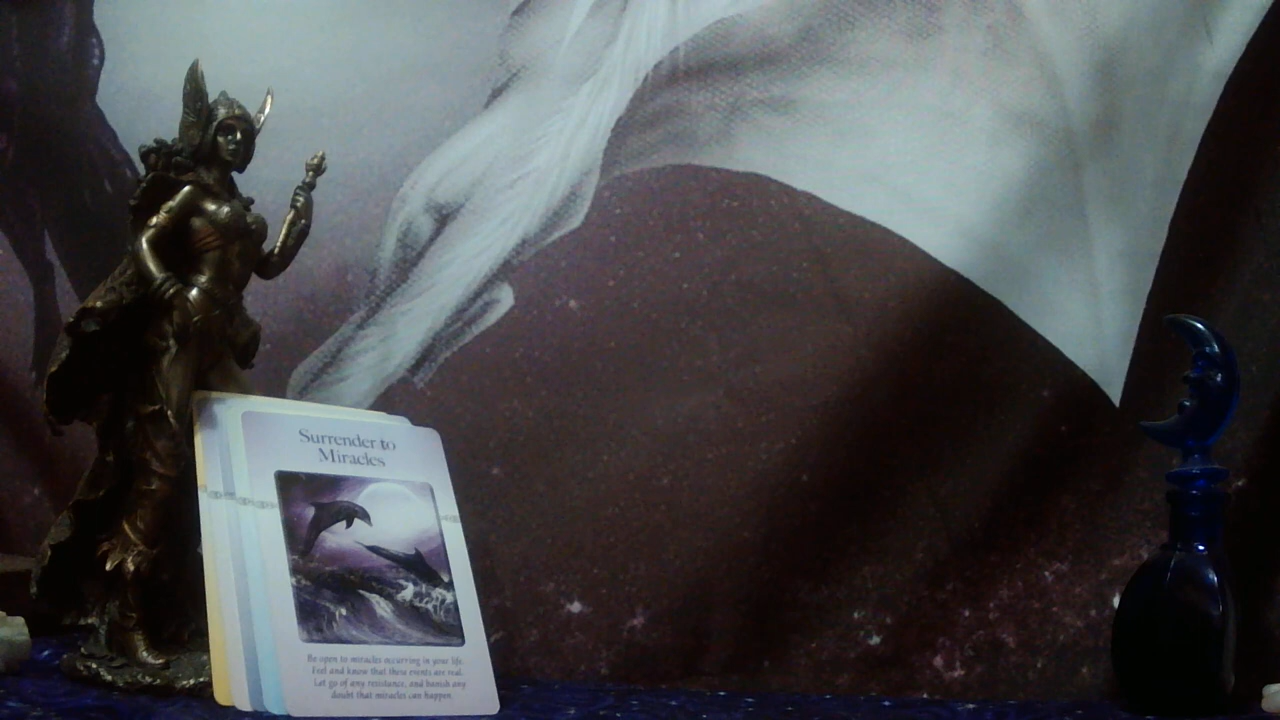 Surrender to
Miracles
Be open to miracles occurring in your life.
Feel and know that these events are real.
Let go of any resistance, and banish any
doubt that miracles can happen.